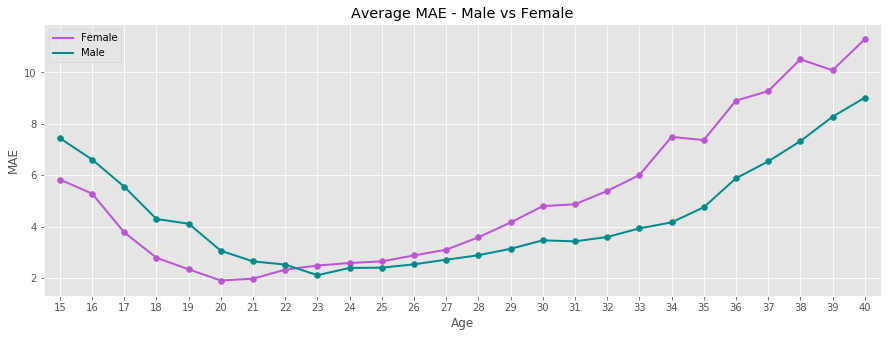 Average MAE - Male vs Female
Female
Male
10
8
6
4
2
MAE
15 16 17 18 19 20 21 22 23 24 25 26 27 28 29 30 31 32 33 34 35 36 37 38 39 40
Age